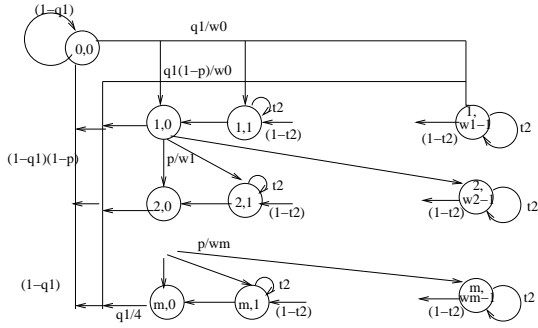 (1−q1)
q1/w0
0,0
q1(1−p)/w0
1,0
1,1
t2
(1−t2)
1,
w1−1
(1−t2)
t2
(1−q1)(1−p)
p/w1
2,0
2,1
t2
(1−t2)
2,
w2−1
(1−t2)
t2
p/wm
(1−q1)
m,0
m,1
t2
(1−t2)
m,
wm−1
(1−t2)
t2
q1/4